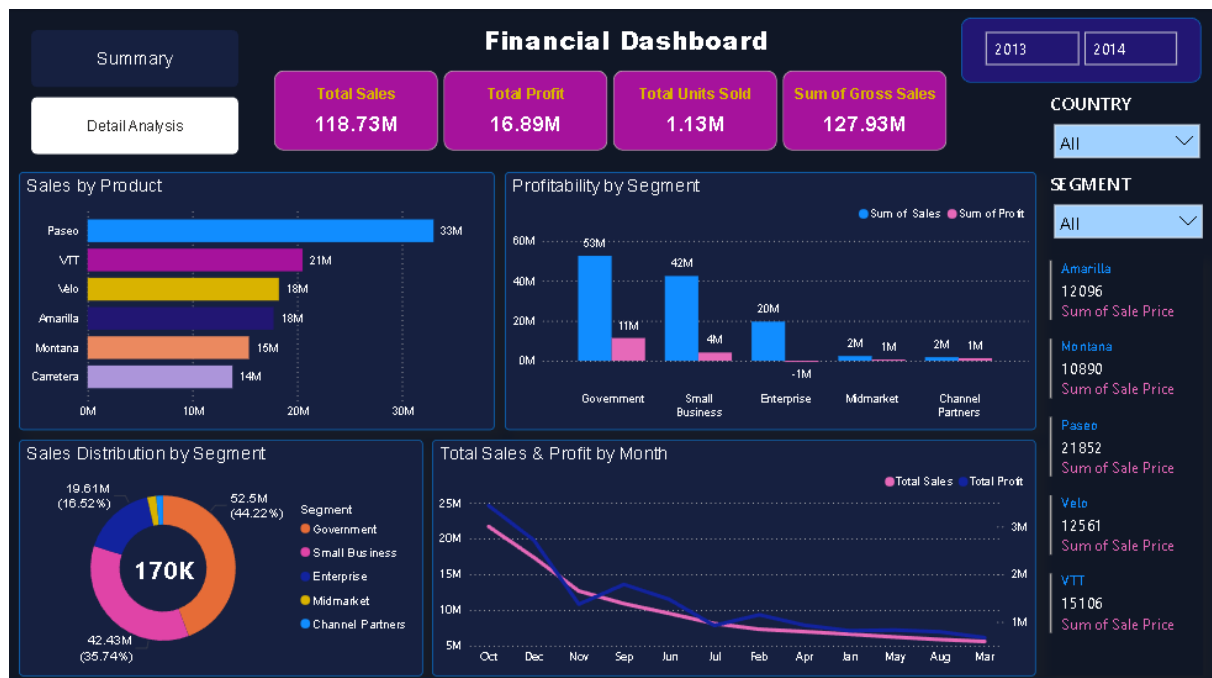 Financial Dashboard
Summary
Detail Analysis
Total Sales
118.73M
Total Profit
16.89M
Total Units Sold
1.13M
Sum of Gross Sales
127.93M
2013
2014
COUNTRY
All
SEGMENT
All
Sales by Product
Paseo
33M
VTT
21M
Velo
18M
Amarilla
18M
Montana
15M
Carretera
14M
0M 10M 20M 30M
Profitability by Segment
Sum of Sales Sum of Profit
60M
40M
20M
0M
53M
11M
42M
4M
20M
-1M
2M
1M
2M
1M
Government
Small
Business
Enterprise
Midmarket
Channel
Partners
Sales Distribution by Segment
19.61M
(16.52%)
52.5M
(44.22%)
170K
42.43M
(35.74%)
Segment
Government
Small Business
Enterprise
Midmarket
Channel Partners
Total Sales & Profit by Month
Total Sales Total Profit
25M
20M
15M
10M
5M
3M
2M
1M
Oct Dec Nov Sep Jun Jul Feb Apr Jan May Aug Mar
Amarilla
12096
Sum of Sale Price
Montana
10890
Sum of Sale Price
Paseo
21852
Sum of Sale Price
Velo
12561
Sum of Sale Price
VTT
15106
Sum of Sale Price